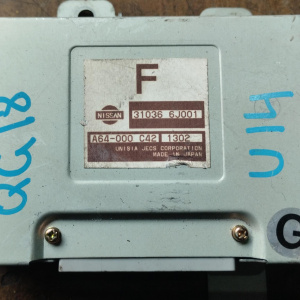 F
NISSAN
31036 6J001
A64-000 C42 1302
UNISIA JECS CORPORATION
MADE IN JAPAN
QG18
U14
G